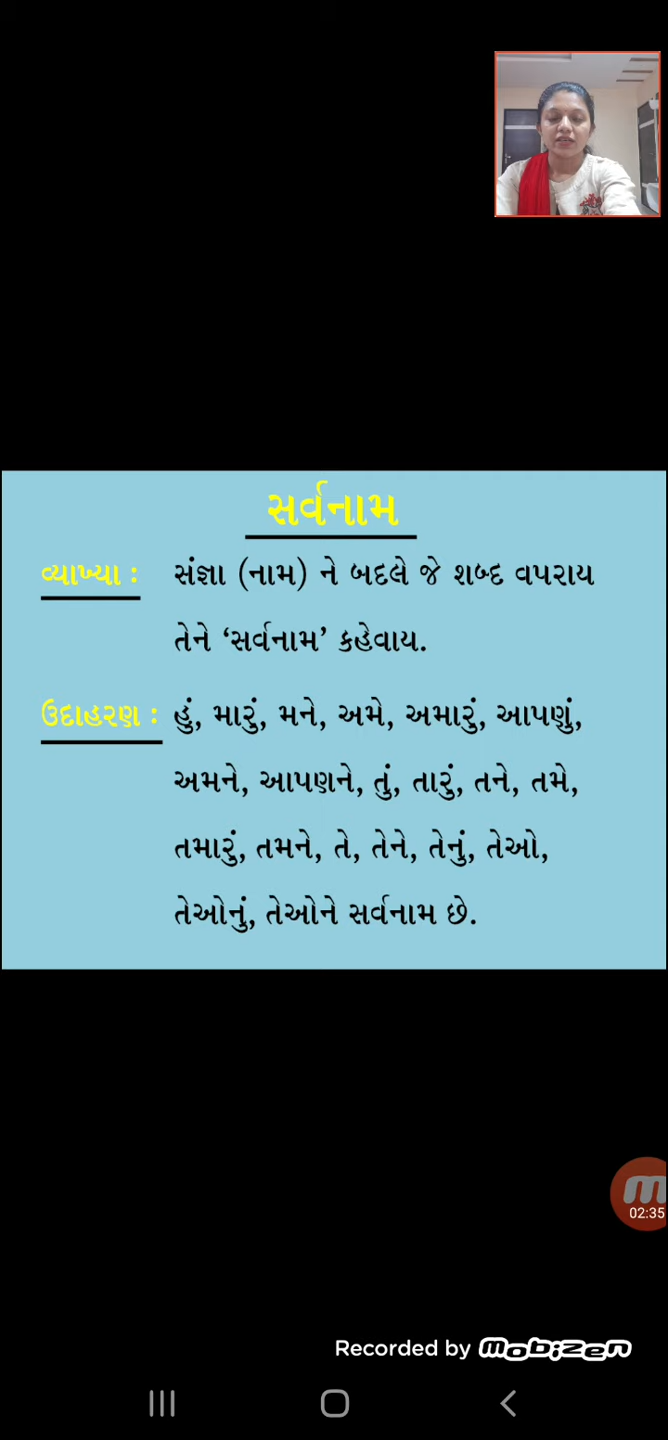 સર્વનામ
વ્યાખ્યા : સંજ્ઞા (નામ) ને બદલે જે શબ્દ વપરાય
તેને ‘સર્વનામ’ કહેવાય.
ઉદાહરણ : હું, મારું, મને, અમે, અમારું, આપણું,
અમને, આપણને, તું, તારું, તને, તમે,
તમારું, તમને, તે, તેને, તેનું, તેઓ,
તેઓનું, તેઓને સર્વનામ છે.
02:35
Recorded by mobizen